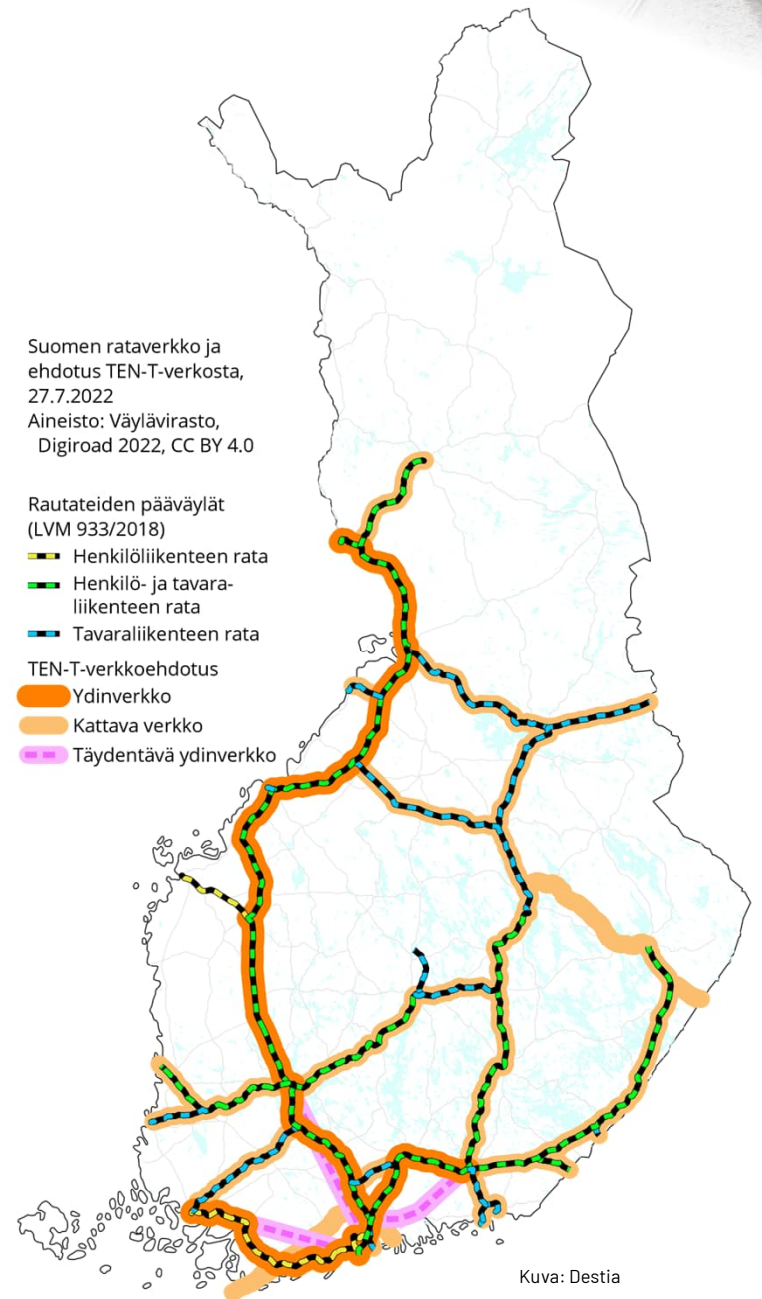 Suomen rataverkko ja
ehdotus TEN-T-verkosta,
27.7.2022
Aineisto: Väylävirasto,
Digiroad 2022, CC BY 4.0
Rautateiden pääväylät
(LVM 933/2018)
Henkilöliikenteen rata
Henkilö- ja tavara-
liikenteen rata
Tavaraliikenteen rata
TEN-T-verkkoehdotus
Ydinverkko
Kattava verkko
Täydentävä ydinverkko
Kuva: Destia